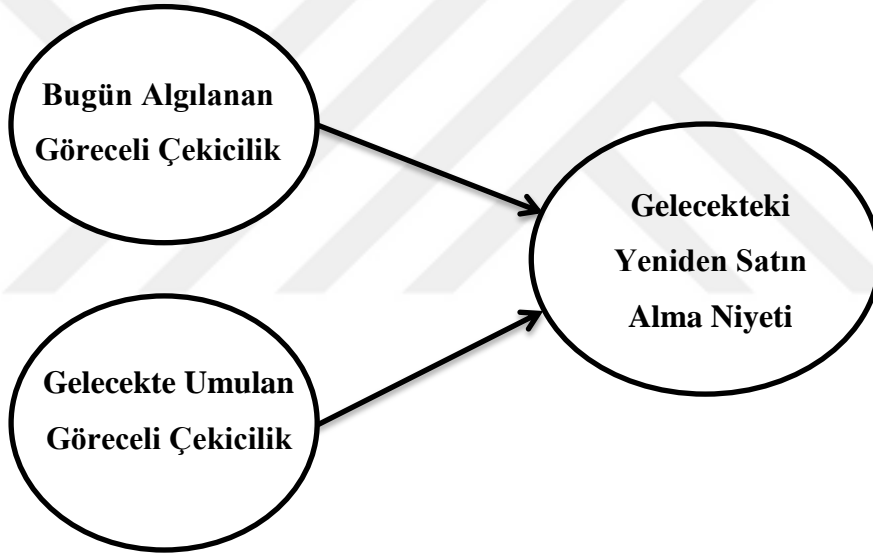 Bugün Algılanan
Göreceli Çekicilik
Gelecekteki
Yeniden Satın
Alma Niyeti
Gelecekte Umulan
Göreceli Çekicilik